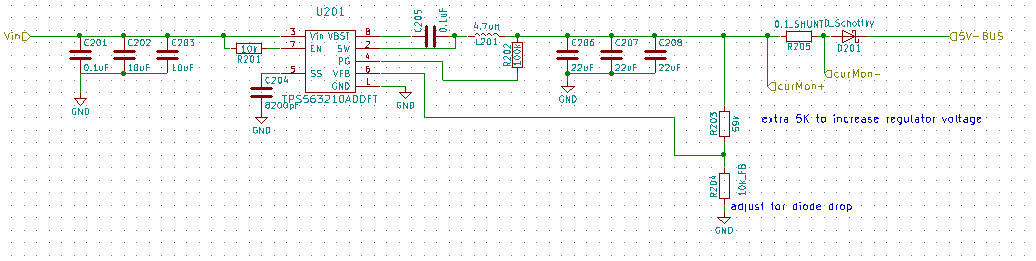 U201
Vin
3 Vin VBST 8
7 EN SW 2
PG 4
5 SS VFB 6
GND 1
TPS563210ADDFT
C201
0.1uF
C202
10uF
C203
10uF
GND
10k
R201
C204
8200pF
GND
GND
C205
0.1uF
4.7uH
L201
R202
100k
C206
22uF
C207
22uF
C208
22uF
GND
0.1_SHUNT
R205
D_Schottky
D201
5V-BUS
curMon-
curMon+
R203
extra 5K to increase regulator voltage
R204
10k_FB
adjust for diode drop
GND